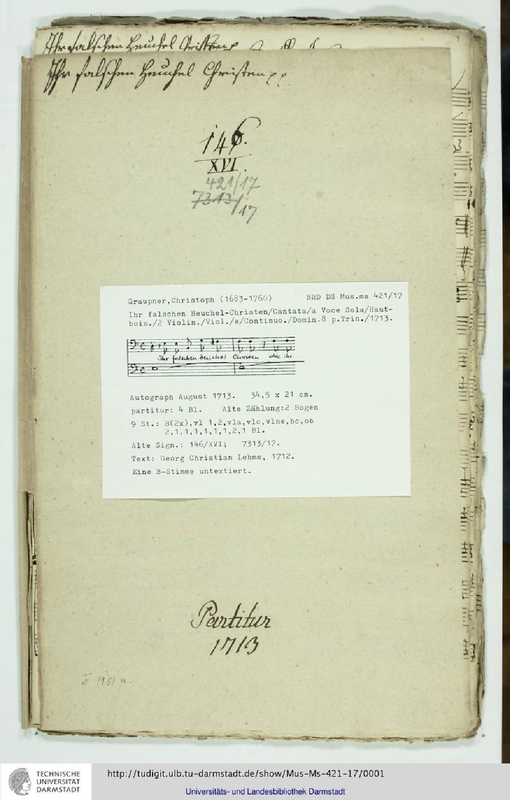 Ihr falschen Heuchel Christen
Ihr falschen Heuchel Christen
146.
XVI.
421/17
7313/17
Graupner,Christoph (1683-1760) BRD DS Mus.ms 421/17
Ihr falschen Heuchel-Christen/Cantata/a Voce Sola/Haut-
bois./2 Violin./Viol./e/Continuo./Domin.8 p.Trin./1713.
Ihr falschen Heuchel Christen die ihr
Autograph August 1713. 34,5 x 21 cm.
partitur: 4 Bl. Alte Zählung:2 Bogen
9 St.: B(2x),vl 1,2,vla,vlc,vlne,bc,ob
2,1,1,1,1,1,1,2,1 Bl.
Alte Sign.: 146/XVI; 7313/17.
Text: Georg Christian Lehms, 1712.
Eine B-Stimme untextiert.
Partitur
1713
TECHNISCHE
UNIVERSITÄT
DARMSTADT
http://tudigit.ulb.tu-darmstadt.de/show/Mus-Ms-421-17/0001
Universitäts- und Landesbibliothek Darmstadt